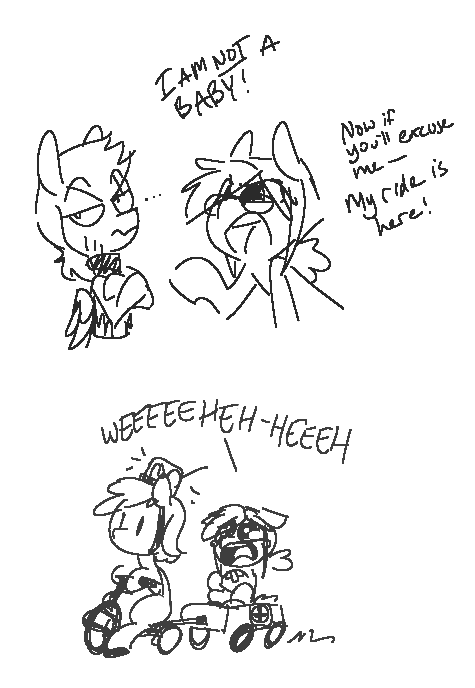 I AM NOT A
BABY!
...
Now if
you'll excuse
me—
My ride is
here!
WEEEEEHEH-HEEEH